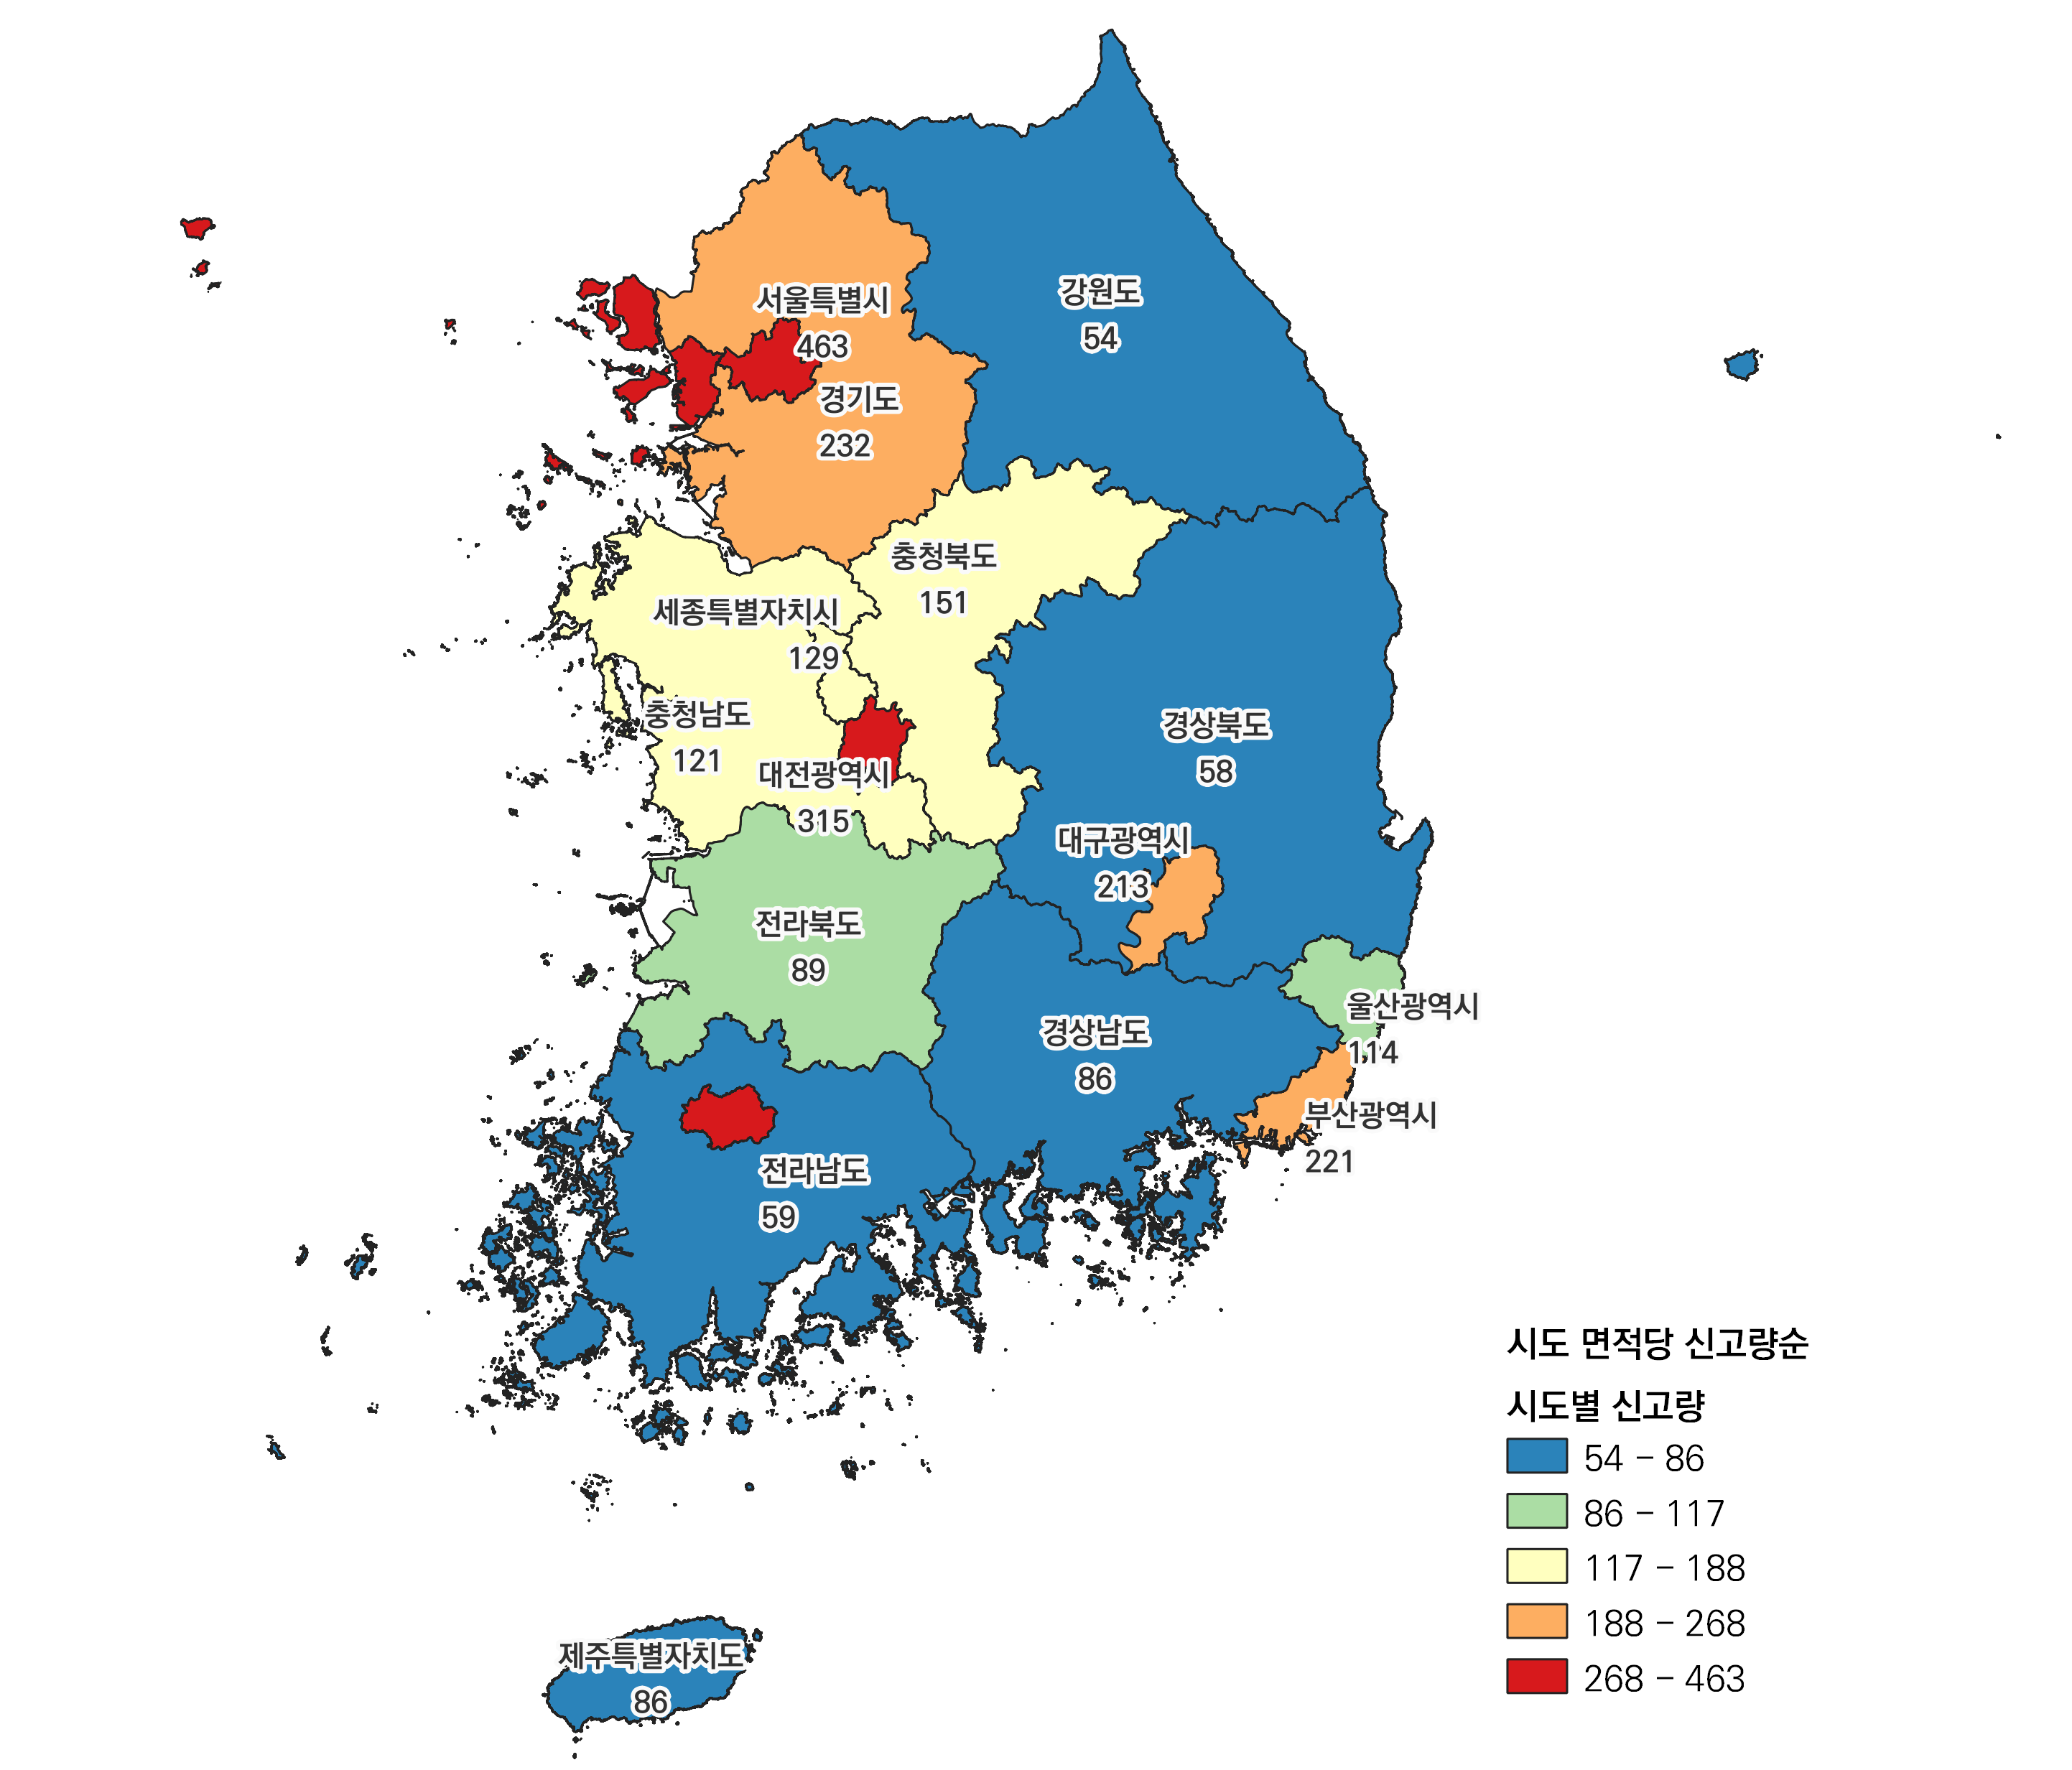 서울특별시
463
강원도
54
경기도
232
충청북도
151
세종특별자치시
129
충청남도
121
경상북도
58
대전광역시
315
대구광역시
213
전라북도
89
울산광역시
114
경상남도
86
부산광역시
221
전라남도
59
제주특별자치도
86
시도 면적당 신고량순
시도별 신고량
54 - 86
86 - 117
117 - 188
188 - 268
268 - 463